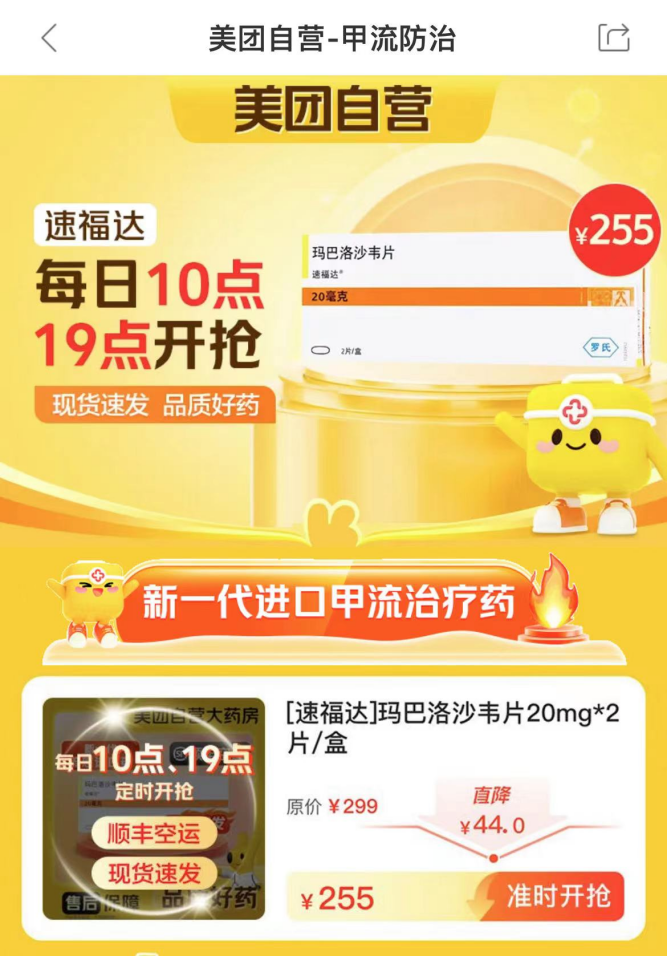 美团自营-甲流防治
美团自营
速福达
¥255
每日10点
19点开抢
现货速发 品质好药
玛巴洛沙韦片
速福达®
20毫克
2片/盒
罗氏
新一代进口甲流治疗药
美团自营大药房
每日10点、19点
定时开抢
顺丰空运
现货速发
售后保障
品质好药
[速福达]玛巴洛沙韦片20mg*2
片/盒
原价 ¥299
直降
¥44.0
¥255
准时开抢